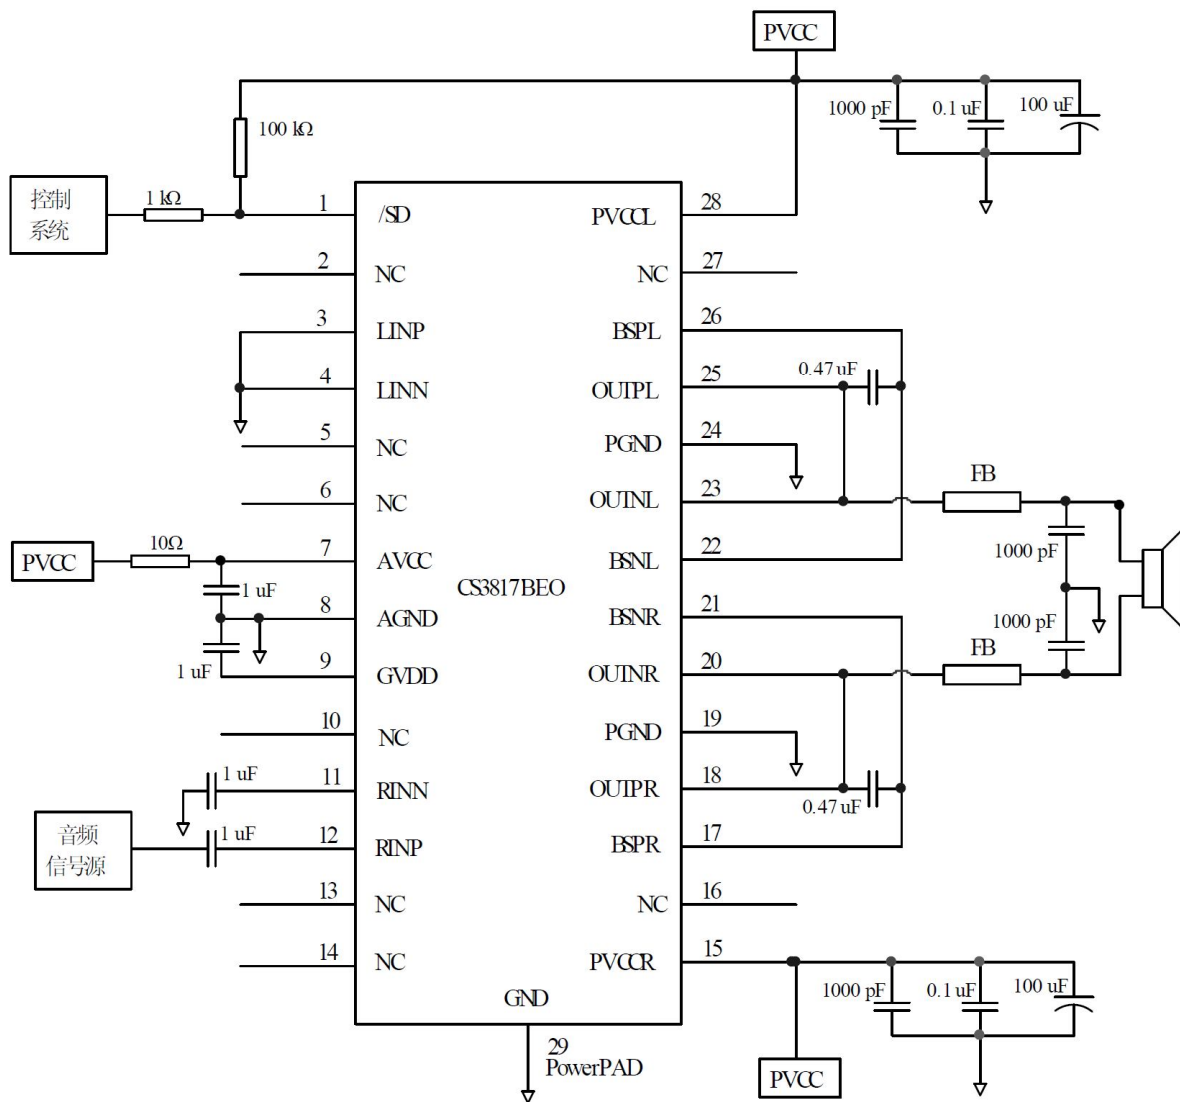 PVCC
1000 pF
0.1 uF
100 uF
100 kΩ
控制
系统
1 kΩ
1
/SD
PVCCL
28
2
NC
NC
27
3
LINP
BSPL
26
4
LINN
OUTPL
25
0.47 uF
5
NC
PGND
24
6
NC
OUTNL
23
FB
PVCC
10Ω
7
AVCC
BSNL
22
1000 pF
1 uF
CS3817BEO
8
AGND
BSNR
21
1000 pF
1 uF
9
GVDD
OUTNR
20
FB
10
NC
PGND
19
1 uF
11
RINN
OUTPR
18
0.47 uF
音频
信号源
1 uF
12
RINP
BSPR
17
13
NC
NC
16
14
NC
PVCCR
15
1000 pF
0.1 uF
100 uF
GND
29
PowerPAD
PVCC